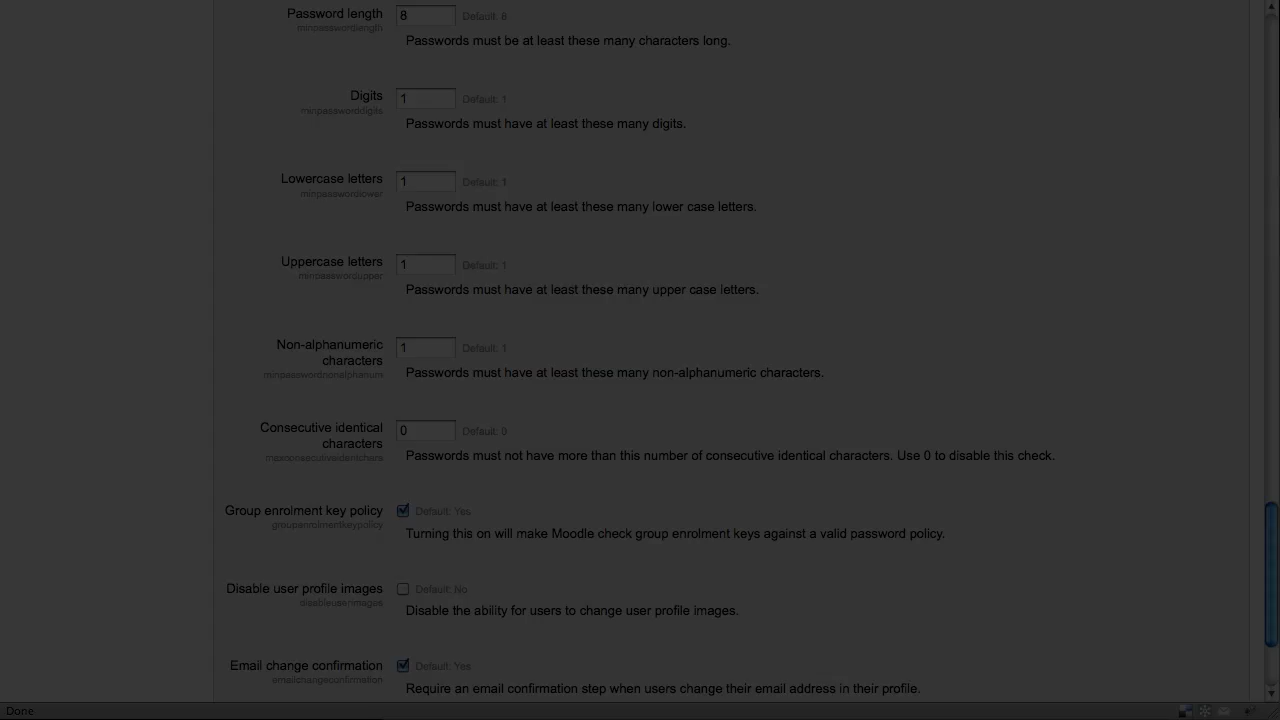 Password length 8 Default: 8
minpasswordlength
Passwords must be at least these many characters long.
Digits 1 Default: 1
minpassworddigits
Passwords must have at least these many digits.
Lowercase letters 1 Default: 1
minpasswordlower
Passwords must have at least these many lower case letters.
Uppercase letters 1 Default: 1
minpasswordupper
Passwords must have at least these many upper case letters.
Non-alphanumeric 1 Default: 1
characters
minpasswordnonalphanum
Passwords must have at least these many non-alphanumeric characters.
Consecutive identical 0 Default: 0
characters
maxconsecutiveidentchars
Passwords must not have more than this number of consecutive identical characters. Use 0 to disable this check.
Group enrolment key policy Default: Yes
groupenrolmentkeypolicy
Turning this on will make Moodle check group enrolment keys against a valid password policy.
Disable user profile images Default: No
disableuserimages
Disable the ability for users to change user profile images.
Email change confirmation Default: Yes
emailchangeconfirmation
Require an email confirmation step when users change their email address in their profile.
Done